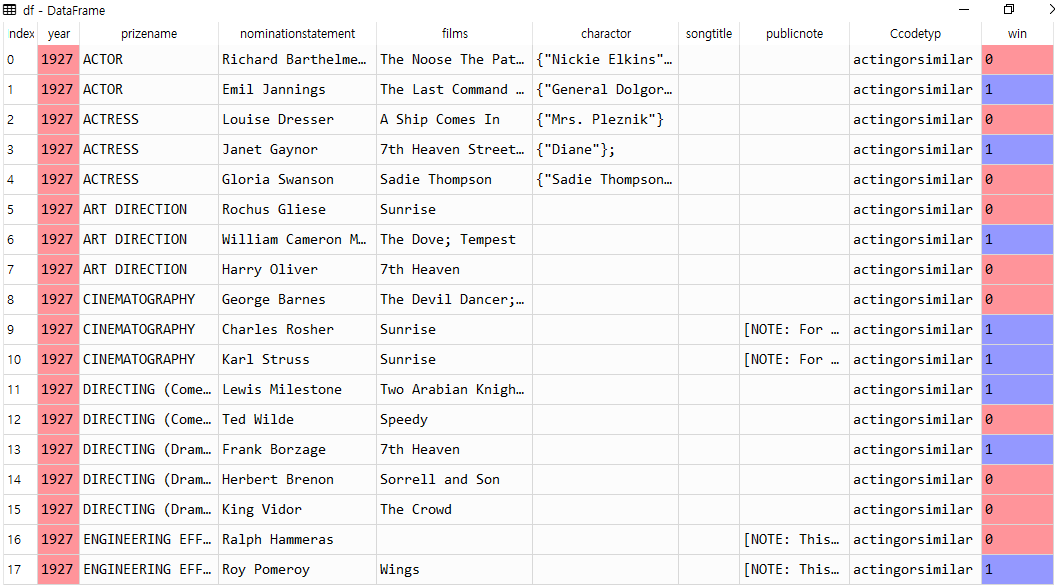 df - DataFrame
ndex year prizename nominationstatement films charactor songtitle publicnote Ccodetyp win
0 1927 ACTOR Richard Barthelme… The Noose The Pat… {"Nickie Elkins"… actingorsimilar 0
1 1927 ACTOR Emil Jannings The Last Command … {"General Dolgor… actingorsimilar 1
2 1927 ACTRESS Louise Dresser A Ship Comes In {"Mrs. Pleznik"} actingorsimilar 0
3 1927 ACTRESS Janet Gaynor 7th Heaven Street… {"Diane"}; actingorsimilar 1
4 1927 ACTRESS Gloria Swanson Sadie Thompson {"Sadie Thompson… actingorsimilar 0
5 1927 ART DIRECTION Rochus Gliese Sunrise actingorsimilar 0
6 1927 ART DIRECTION William Cameron M… The Dove; Tempest actingorsimilar 1
7 1927 ART DIRECTION Harry Oliver 7th Heaven actingorsimilar 0
8 1927 CINEMATOGRAPHY George Barnes The Devil Dancer;… actingorsimilar 0
9 1927 CINEMATOGRAPHY Charles Rosher Sunrise [NOTE: For … actingorsimilar 1
10 1927 CINEMATOGRAPHY Karl Struss Sunrise [NOTE: For … actingorsimilar 1
11 1927 DIRECTING (Come… Lewis Milestone Two Arabian Knigh… actingorsimilar 1
12 1927 DIRECTING (Come… Ted Wilde Speedy actingorsimilar 0
13 1927 DIRECTING (Dram… Frank Borzage 7th Heaven actingorsimilar 1
14 1927 DIRECTING (Dram… Herbert Brenon Sorrell and Son actingorsimilar 0
15 1927 DIRECTING (Dram… King Vidor The Crowd actingorsimilar 0
16 1927 ENGINEERING EFF… Ralph Hammeras [NOTE: This… actingorsimilar 0
17 1927 ENGINEERING EFF… Roy Pomeroy Wings [NOTE: This… actingorsimilar 1